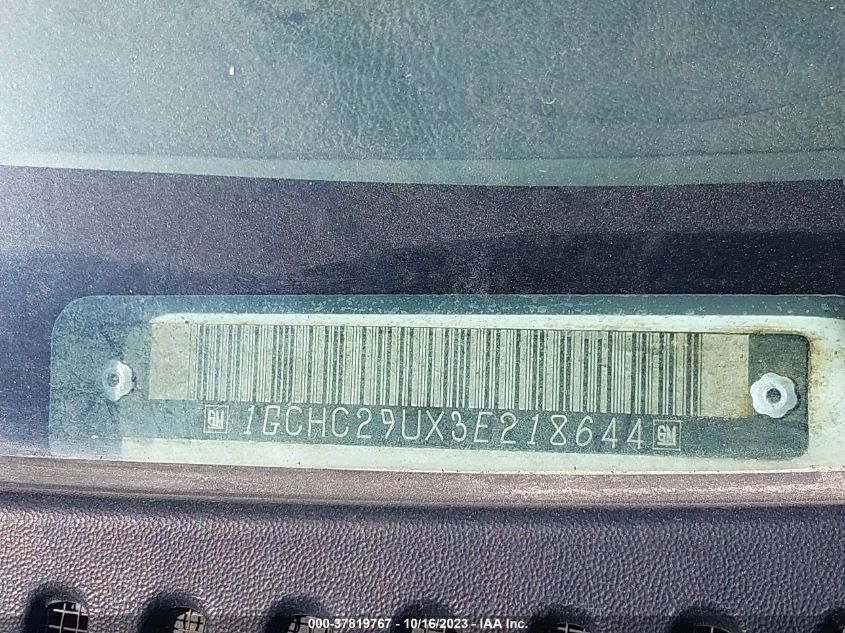 GM 1GCHC29UX3E218644 GM
000-37819767 - 10/16/2023 - IAA Inc.